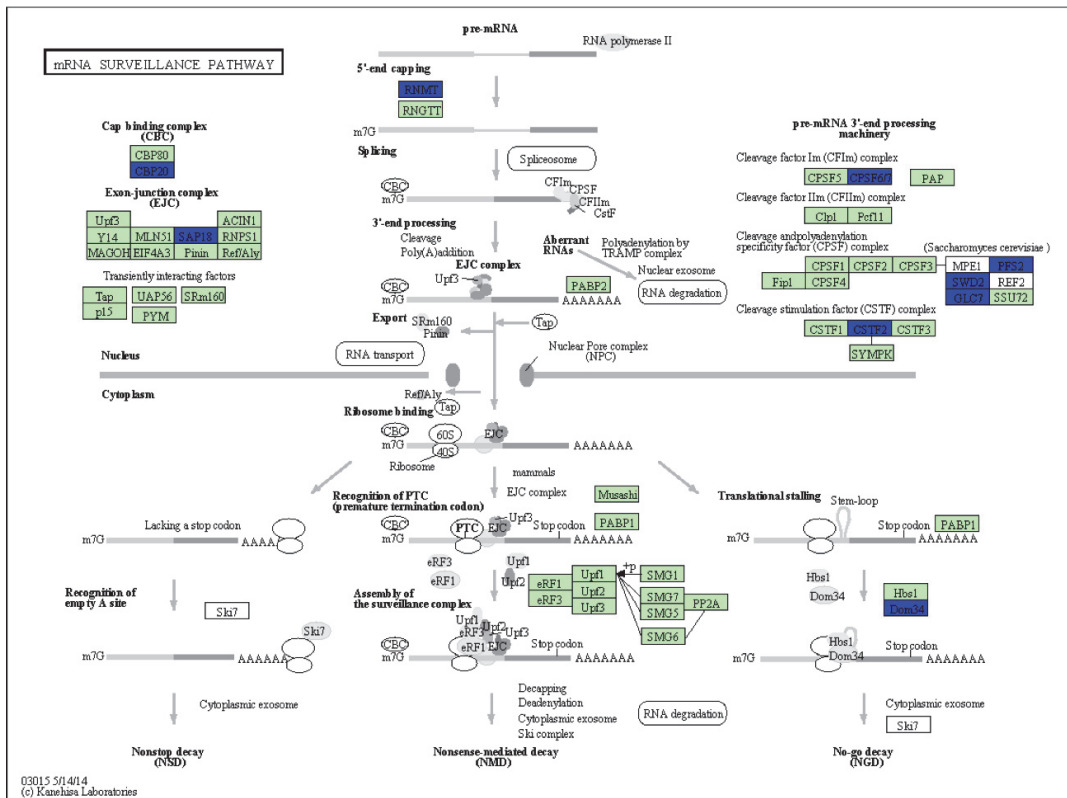 mRNA SURVEILLANCE PATHWAY
pre-mRNA
RNA polymerase II
5'-end capping
RNMT
RNGTT
m7G
Cap binding complex
(CBC)
CBP80
CBP20
Exon-junction complex
(EJC)
Upf3
ACIN1
Y14
MLN51
SAP18
RNPS1
MAGOH
EIF4A3
Pinin
Ref/Aly
Transiently interacting factors
Tap
UAP56
SRm160
p15
PYM
Splicing
Spliceosome
CBC
m7G
CFIm
CPSF
CFIIm
CstF
3'-end processing
Cleavage
Poly(A)addition
Aberrant
RNAs
Polyadenylation by
TRAMP complex
Nuclear exosome
RNA degradation
EJC complex
Upf3
CBC
m7G
AAAAAAA
PABP2
Export
SRm160
Pinin
Tap
RNA transport
Nuclear Pore complex
(NPC)
pre-mRNA 3'-end processing
machinery
Cleavage factor Im (CFIm) complex
CPSF5
CPSF6/7
PAP
Cleavage factor IIm (CFIIm) complex
Clp1
Pcf11
Cleavage andpolyadenylation
specificity factor (CPSF) complex
(Saccharomyces cerevisiae )
CPSF1
CPSF2
CPSF3
MPE1
PFS2
Fip1
CPSF4
SWD2
REF2
GLC7
SSU72
Cleavage stimulation factor (CSTF) complex
CSTF1
CSTF2
CSTF3
SYMPK
Nucleus
Cytoplasm
Ref/Aly
Tap
Ribosome binding
CBC
m7G
60S
40S
EJC
AAAAAAA
Ribosome
mammals
EJC complex
Lacking a stop codon
m7G
AAAA
Recognition of
empty A site
Ski7
Ski7
m7G
AAAAAA
Cytoplasmic exosome
Nonstop decay
(NSD)
Recognition of PTC
(premature termination codon)
Musashi
CBC
m7G
PTC
EJC
Upf3
Stop codon
PABP1
AAAAAAA
eRF3
eRF1
Upf1
Upf2
Assembly of
the surveillance complex
eRF1
eRF3
Upf1
Upf2
Upf3
+p
SMG1
SMG7
SMG5
SMG6
PP2A
Upf1
Upf2
eRF3
Upf3
eRF1
EJC
CBC
m7G
Stop codon
AAAAAAA
Decapping
Deadenylation
Cytoplasmic exosome
Ski complex
RNA degradation
Nonsense-mediated decay
(NMD)
Translational stalling
Stem-loop
m7G
Stop codon
PABP1
AAAAAAA
Hbs1
Dom34
Hbs1
Dom34
Hbs1
Dom34
m7G
Stop codon
AAAAAAA
Cytoplasmic exosome
Ski7
No-go decay
(NGD)
03015 5/14/14
(c) Kanehisa Laboratories